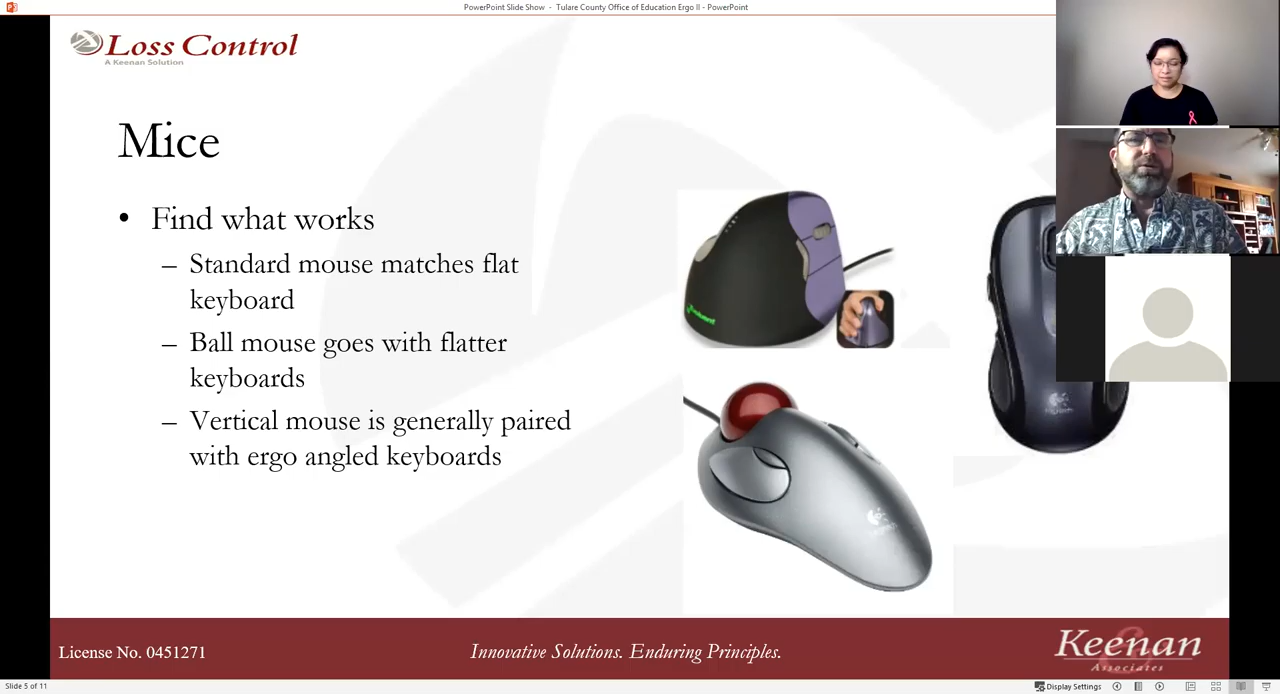 PowerPoint Slide Show - Tulare County Office of Education Ergo II - PowerPoint
Loss Control
A Keenan Solution
Mice
• Find what works
– Standard mouse matches flat
keyboard
– Ball mouse goes with flatter
keyboards
– Vertical mouse is generally paired
with ergo angled keyboards
License No. 0451271
Innovative Solutions. Enduring Principles.
Keenan
& Associates
Slide 5 of 11
Display Settings